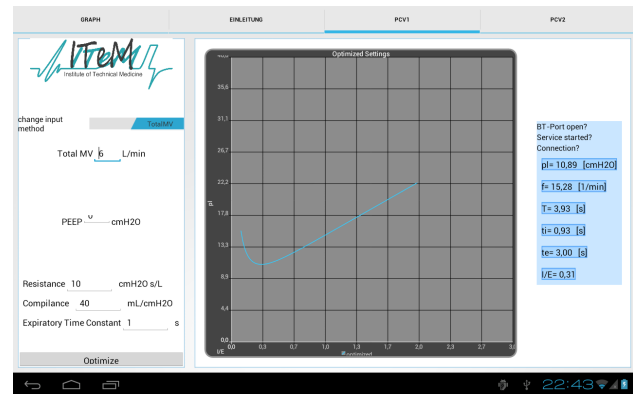 GRAPH
EINLEITUNG
PCV1
PCV2
ITeM
Institute of Technical Medicine
change input
method
TotalMV
Total MV 6 L/min
PEEP cmH2O
Resistance 10 cmH2O s/L
Compilance 40 mL/cmH2O
Expiratory Time Constant 1 s
Optimize
Optimized Settings
35,6
31,1
26,7
22,2
pl
17,8
13,3
8,9
4,4
0,0
I/E
0,0 0,3 0,7 1,0 1,3 1,7 2,0 2,3 2,7
optimized
BT-Port open?
Service started?
Connection?
pl= 10,89 [cmH2O]
f= 15,28 [1/min]
T= 3,93 [s]
ti= 0,93 [s]
te= 3,00 [s]
I/E= 0,31
22:43